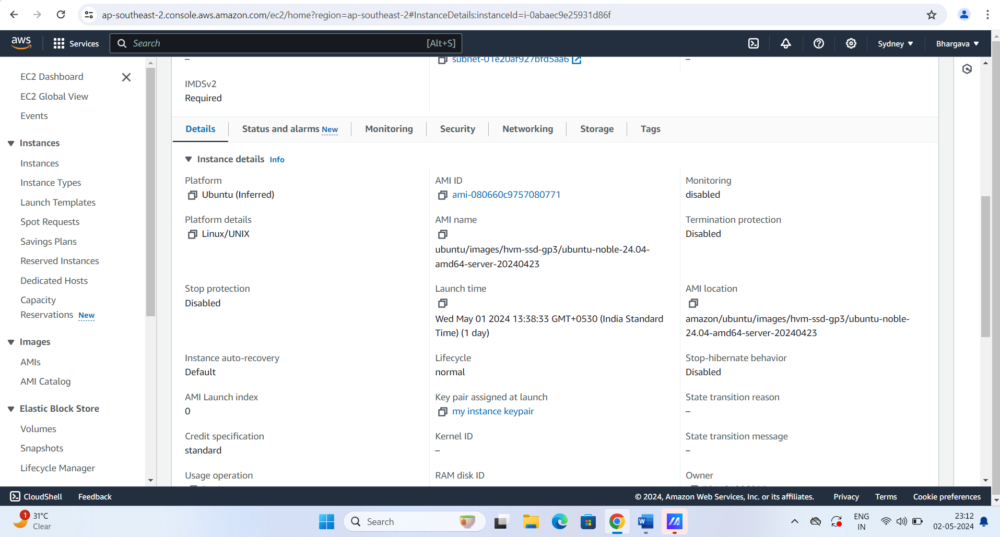 ap-southeast-2.console.aws.amazon.com/ec2/home?region=ap-southeast-2#InstanceDetails:instanceId=i-0abaec9e25931d86f
aws
Services
Search
[Alt+S]
Sydney
Bhargava
EC2 Dashboard
EC2 Global View
Events
Instances
Instances
Instance Types
Launch Templates
Spot Requests
Savings Plans
Reserved Instances
Dedicated Hosts
Capacity
Reservations New
Images
AMIs
AMI Catalog
Elastic Block Store
Volumes
Snapshots
Lifecycle Manager
–
subnet-01e20af927bfd5aa6
–
IMDSv2
Required
Details
Status and alarms New
Monitoring
Security
Networking
Storage
Tags
Instance details Info
Platform
Ubuntu (Inferred)
AMI ID
ami-080660c9757080771
Monitoring
disabled
Platform details
Linux/UNIX
AMI name
ubuntu/images/hvm-ssd-gp3/ubuntu-noble-24.04-
amd64-server-20240423
Termination protection
Disabled
Stop protection
Disabled
Launch time
Wed May 01 2024 13:38:33 GMT+0530 (India Standard
Time) (1 day)
AMI location
amazon/ubuntu/images/hvm-ssd-gp3/ubuntu-noble-
24.04-amd64-server-20240423
Instance auto-recovery
Default
Lifecycle
normal
Stop-hibernate behavior
Disabled
AMI Launch index
0
Key pair assigned at launch
my instance keypair
State transition reason
–
Credit specification
standard
Kernel ID
–
State transition message
–
Usage operation
RAM disk ID
Owner
CloudShell
Feedback
© 2024, Amazon Web Services, Inc. or its affiliates.
Privacy
Terms
Cookie preferences
1
31°C
Clear
Search
ENG
IN
23:12
02-05-2024